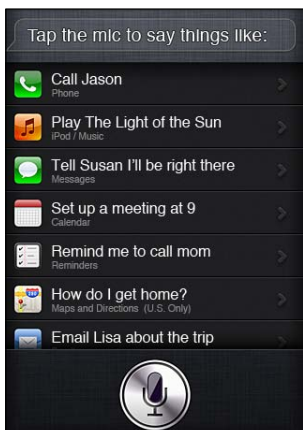 Tap the mic to say things like:
Call Jason
Phone
Play The Light of the Sun
iPod / Music
Tell Susan I'll be right there
Messages
Set up a meeting at 9
Calendar
Remind me to call mom
Reminders
How do I get home?
Maps and Directions (U.S. Only)
Email Lisa about the trip